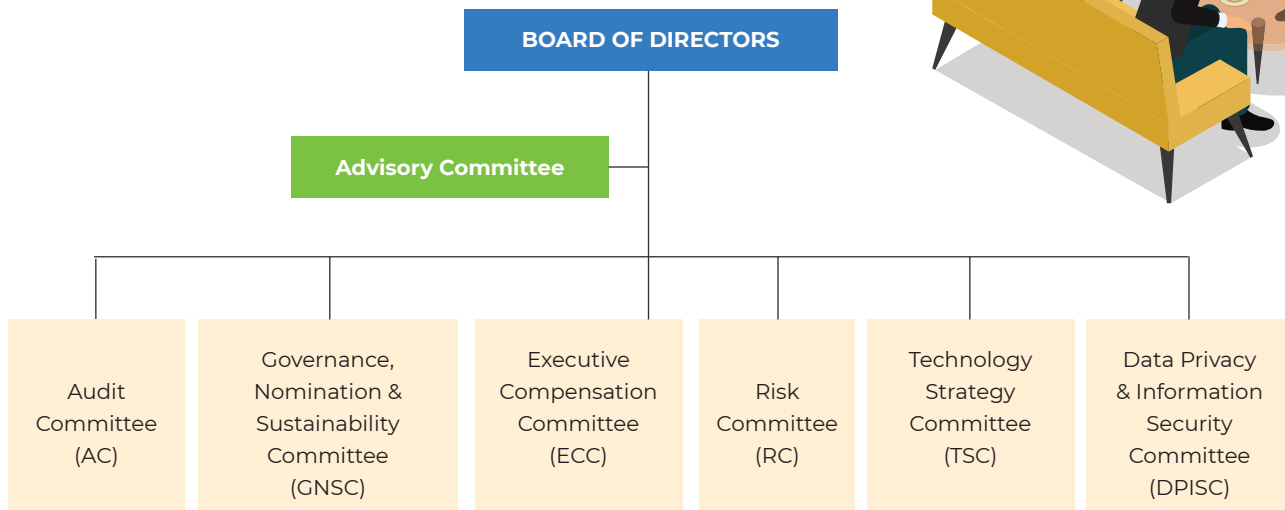 BOARD OF DIRECTORS
Advisory Committee
Audit
Committee
(AC)
Governance,
Nomination &
Sustainability
Committee
(GNSC)
Executive
Compensation
Committee
(ECC)
Risk
Committee
(RC)
Technology
Strategy
Committee
(TSC)
Data Privacy
& Information
Security
Committee
(DPISC)